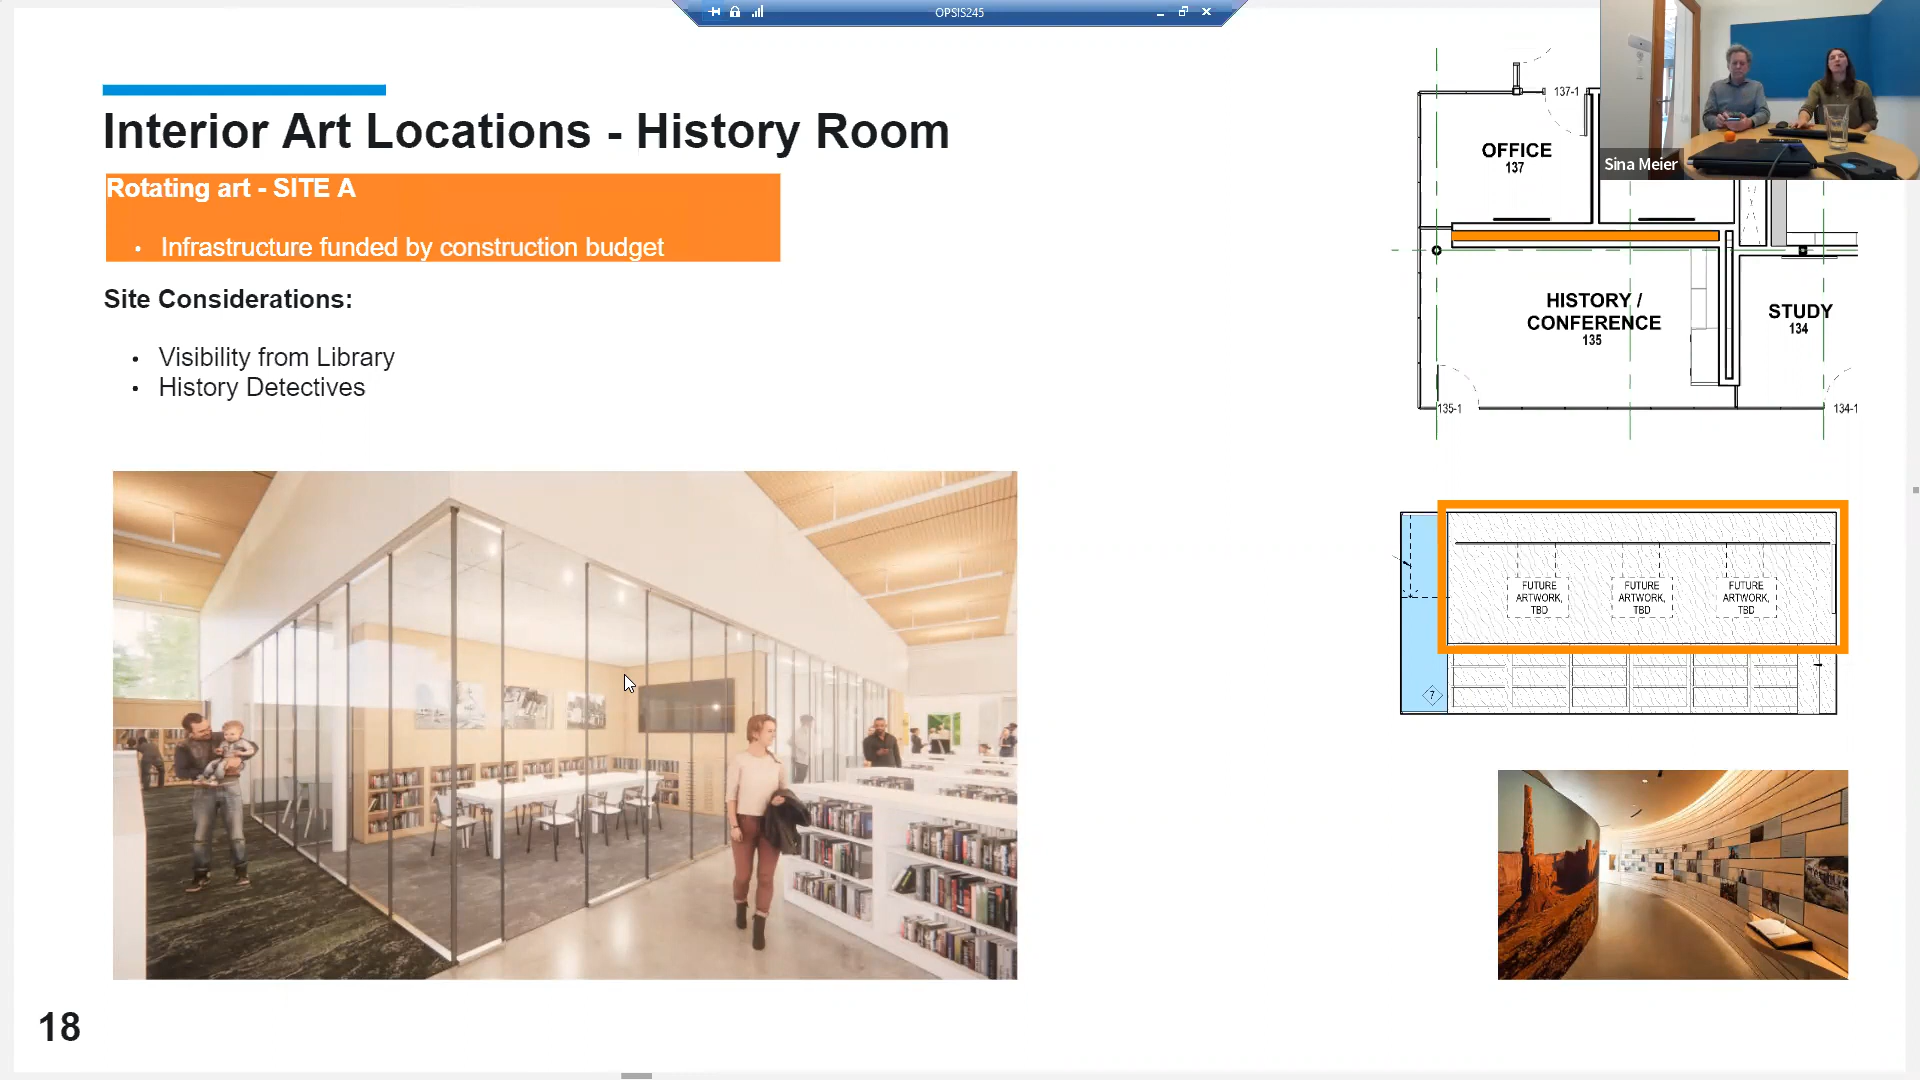 OPSIS245
Sina Meier
Interior Art Locations - History Room
Rotating art - SITE A
• Infrastructure funded by construction budget
Site Considerations:
• Visibility from Library
• History Detectives
137-1
OFFICE
137
HISTORY /
CONFERENCE
135
STUDY
134
135-1
134-1
FUTURE
ARTWORK,
TBD
FUTURE
ARTWORK,
TBD
FUTURE
ARTWORK,
TBD
7
18